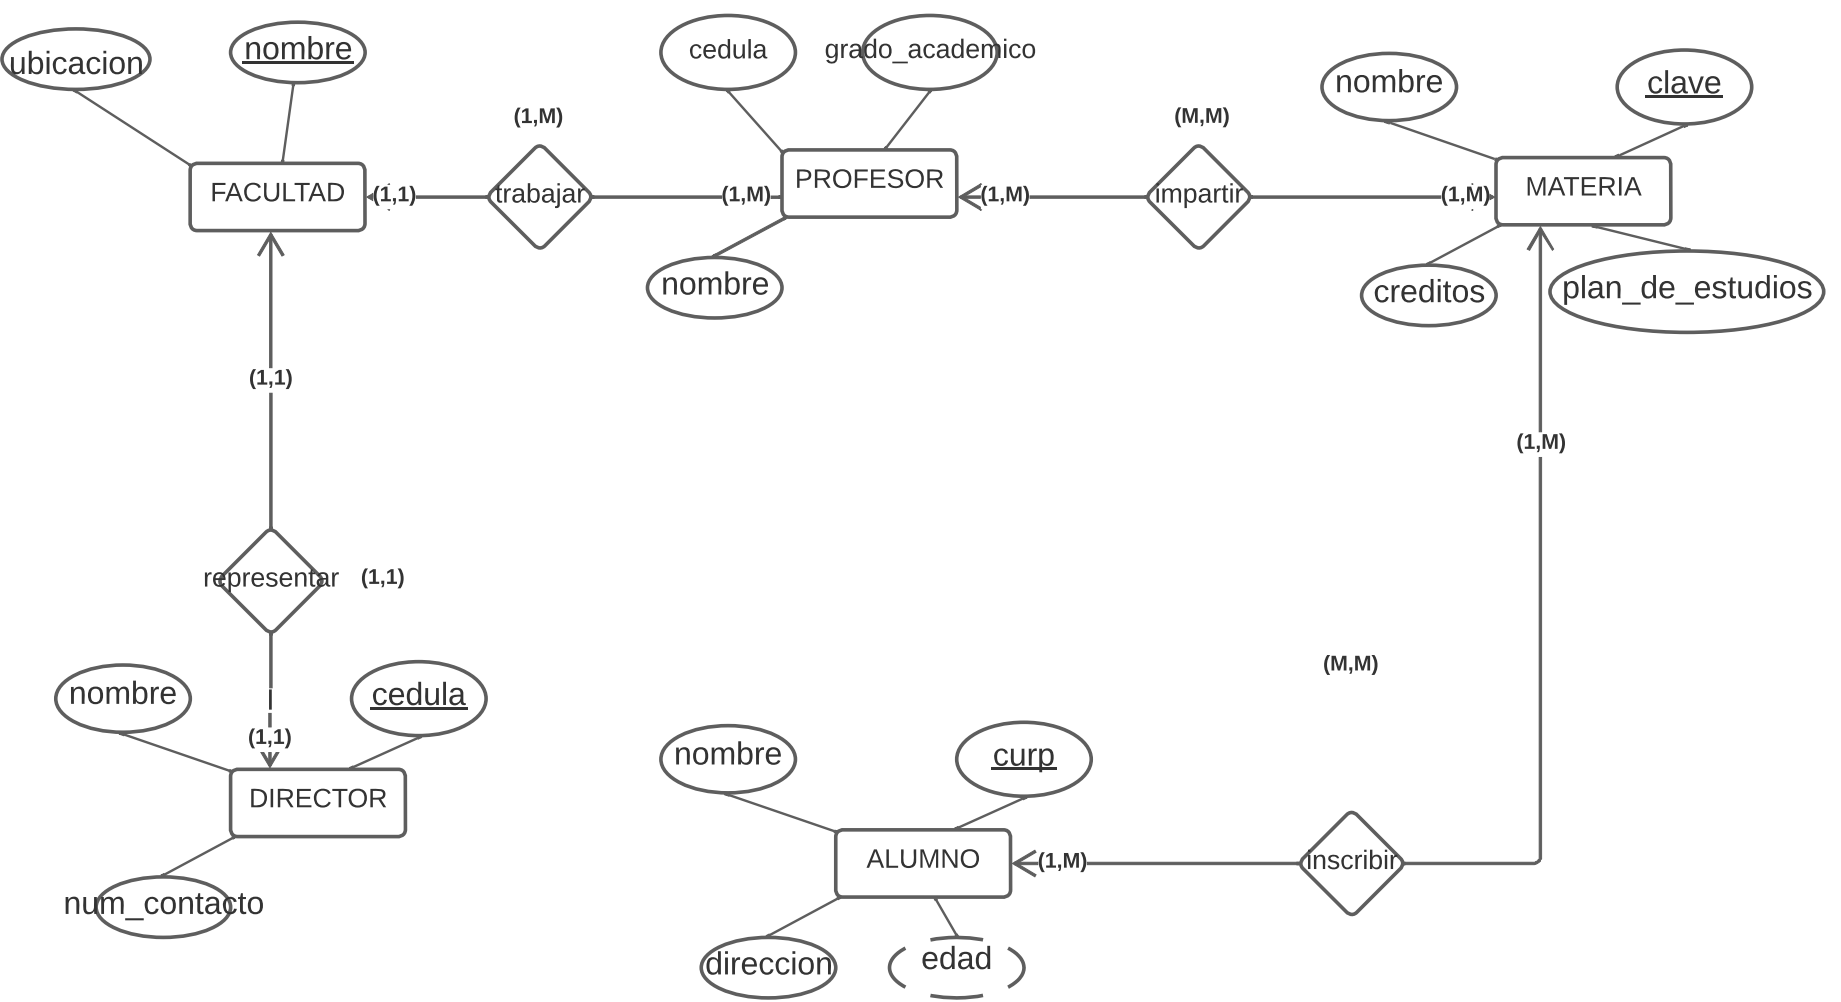 ubicacion
nombre
cedula
grado_academico
nombre
clave
(1,M)
(M,M)
FACULTAD
(1,1)
trabajar
(1,M)
PROFESOR
(1,M)
impartir
(1,M)
MATERIA
nombre
creditos
plan_de_estudios
(1,1)
(1,M)
representar
(1,1)
(M,M)
nombre
cedula
(1,1)
nombre
curp
DIRECTOR
ALUMNO
(1,M)
inscribir
num_contacto
direccion
edad